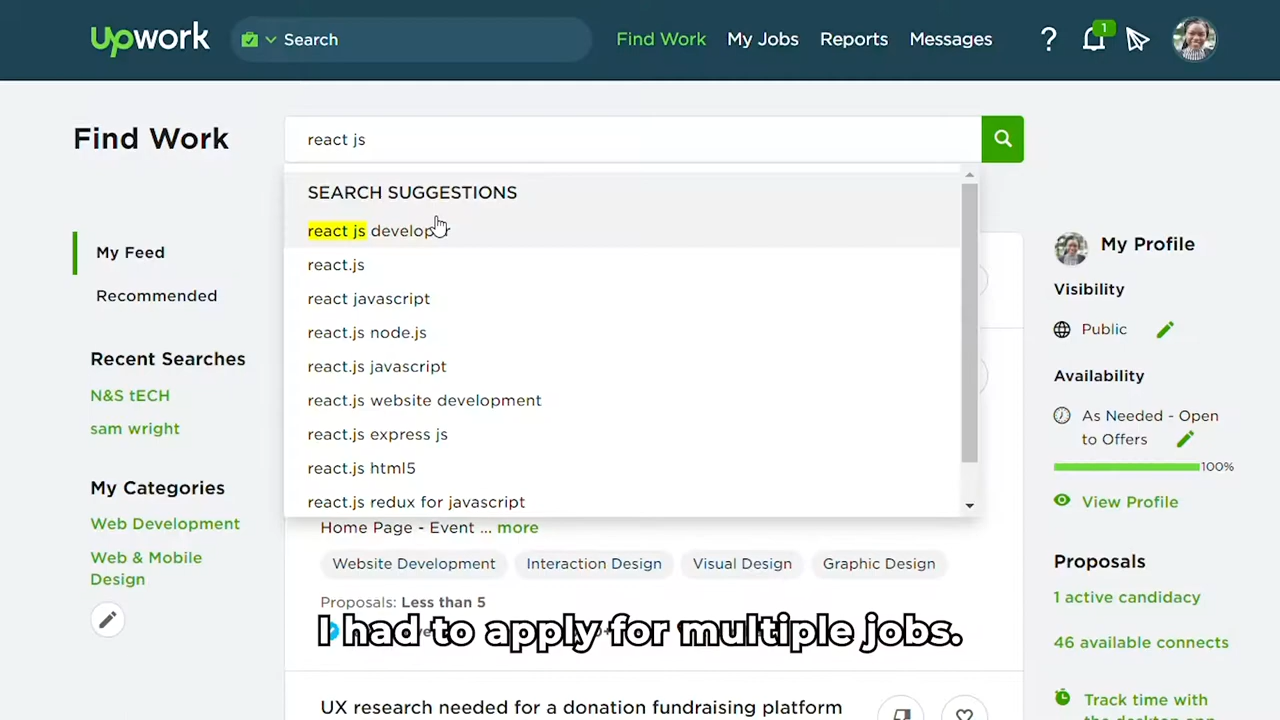 upwork
Search
Find Work
My Jobs
Reports
Messages
1
Find Work
react js
SEARCH SUGGESTIONS
react js developer
react.js
react javascript
react.js node.js
react.js javascript
react.js website development
react.js express js
react.js html5
react.js redux for javascript
My Feed
Recommended
Recent Searches
N&S tECH
sam wright
My Categories
Web Development
Web & Mobile
Design
Home Page - Event ... more
Website Development
Interaction Design
Visual Design
Graphic Design
Proposals: Less than 5
I had to apply for multiple jobs.
UX research needed for a donation fundraising platform
My Profile
Visibility
Public
Availability
As Needed - Open
to Offers
100%
View Profile
Proposals
1 active candidacy
46 available connects
Track time with
the desktop app